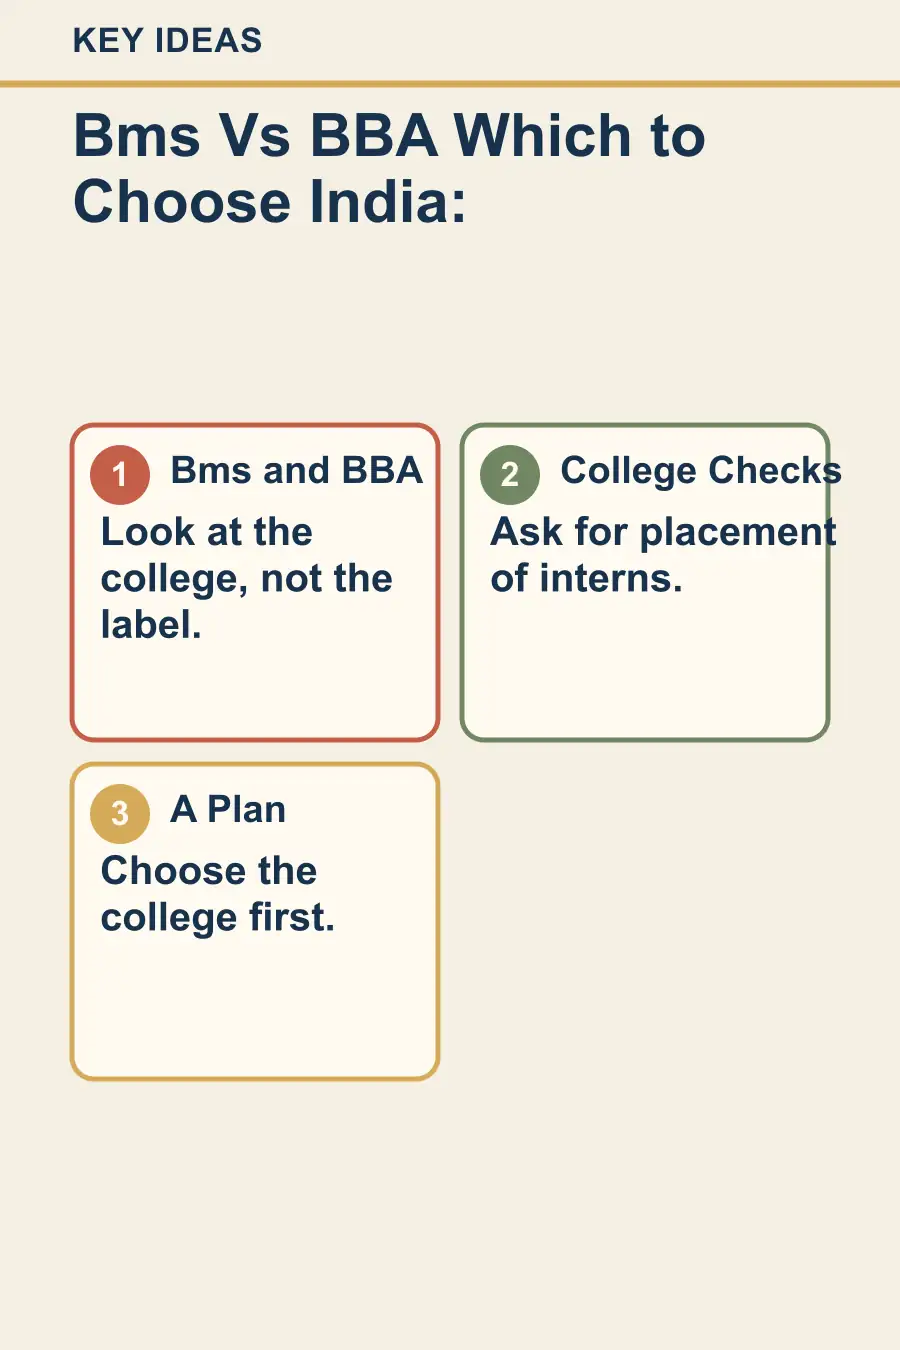 KEY IDEAS
Bms Vs BBA Which to
Choose India:
1 Bms and BBA
Look at the
college, not the
label.
2 College Checks
Ask for placement
of interns.
3 A Plan
Choose the
college first.